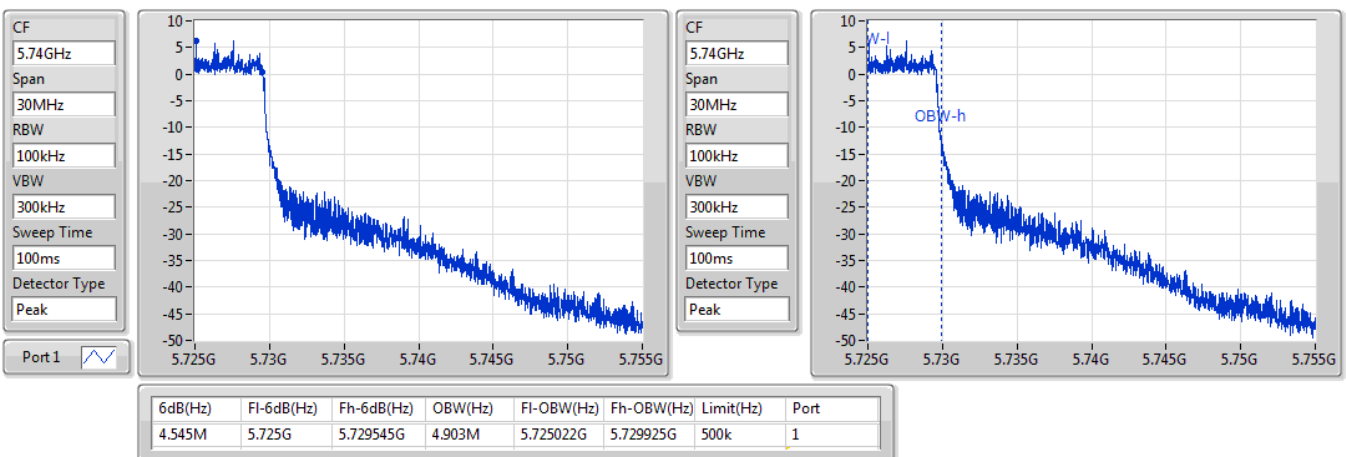 CF
5.74GHz
Span
30MHz
RBW
100kHz
VBW
300kHz
Sweep Time
100ms
Detector Type
Peak
Port 1
10
5
0
-5
-10
-15
-20
-25
-30
-35
-40
-45
-50
5.725G 5.73G 5.735G 5.74G 5.745G 5.75G 5.755G
CF
5.74GHz
Span
30MHz
RBW
100kHz
VBW
300kHz
Sweep Time
100ms
Detector Type
Peak
10
5
0
-5
-10
-15
-20
-25
-30
-35
-40
-45
-50
W-l
OBW-h
5.725G 5.73G 5.735G 5.74G 5.745G 5.75G 5.755G
6dB(Hz) Fl-6dB(Hz) Fh-6dB(Hz) OBW(Hz) Fl-OBW(Hz) Fh-OBW(Hz) Limit(Hz) Port
4.545M 5.725G 5.729545G 4.903M 5.725022G 5.729925G 500k 1